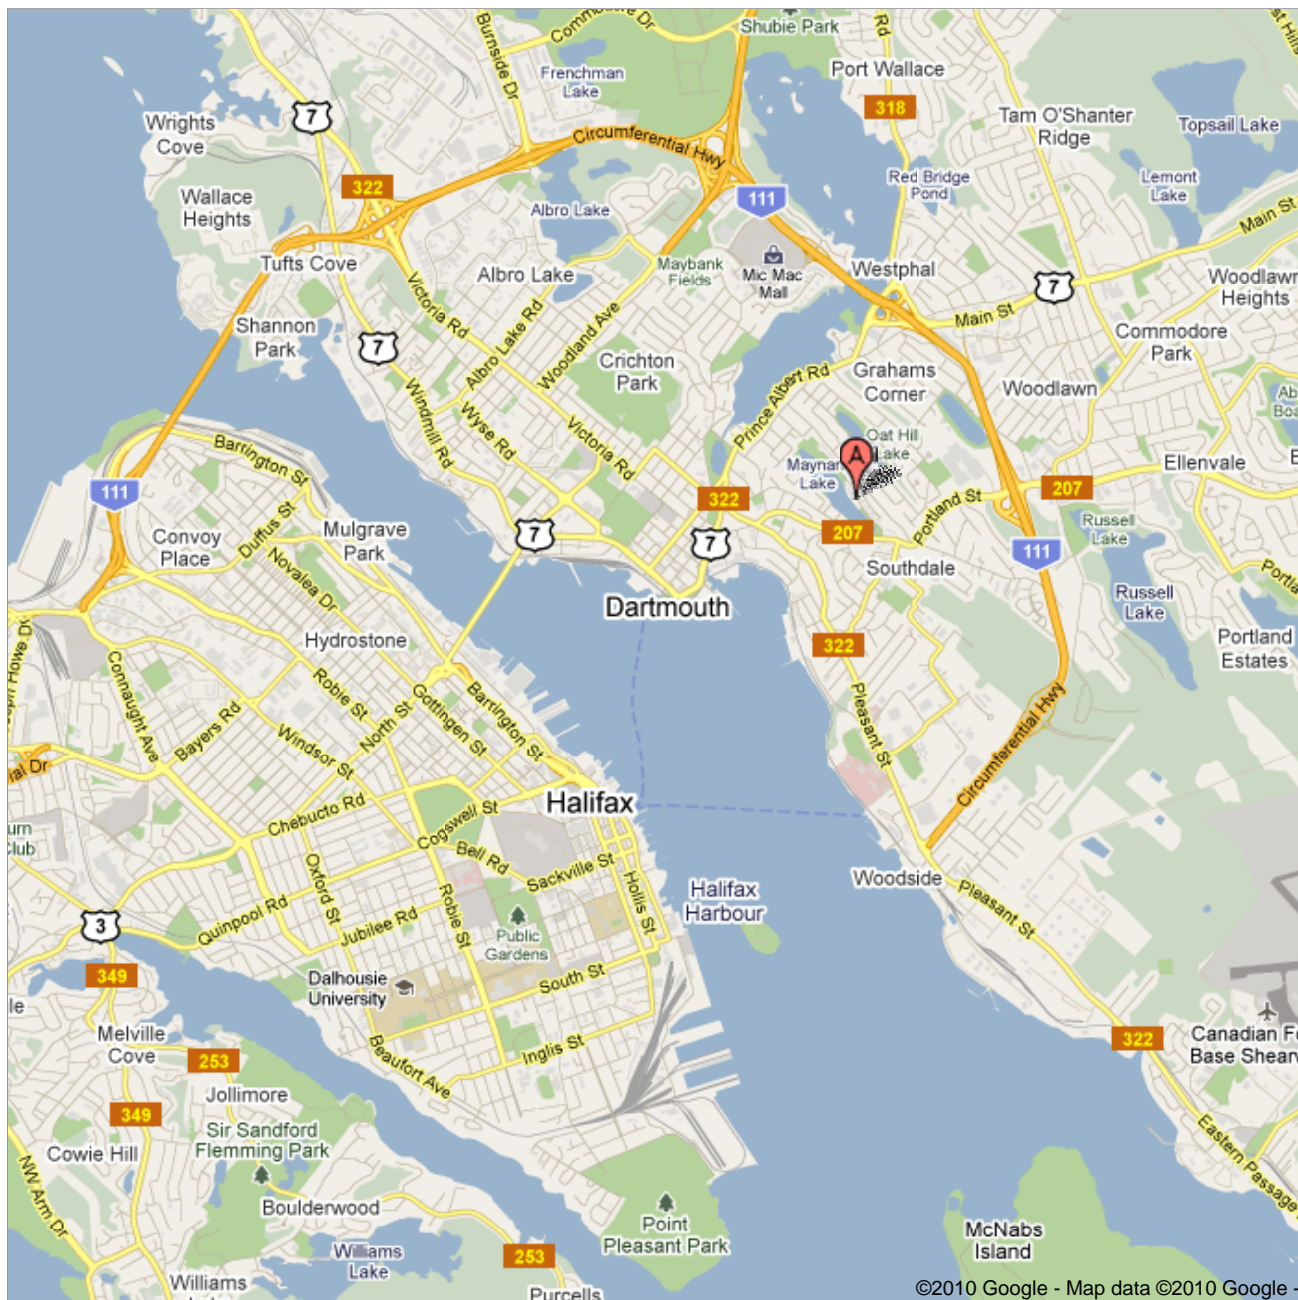 Commodore Dr
Burnside Dr
Shubie Park
Rd
Frenchman
Lake
Port Wallace
318
Tam O'Shanter
Ridge
Topsail Lake
Wrights
Cove
7
Circumferential Hwy
322
Wallace
Heights
Albro Lake
111
Red Bridge
Pond
Lemont
Lake
Main St
Tufts Cove
Albro Lake
Maybank
Fields
Mic Mac
Mall
Westphal
7
Woodlawn
Heights
Victoria Rd
Shannon
Park
7
Albro Lake Rd
Woodland Ave
Main St
Commodore
Park
Crichton
Park
Prince Albert Rd
Grahams
Corner
Woodlawn
Windmill Rd
Wyse Rd
Victoria Rd
Barrington St
Oat Hill
Lake
A
Lake
Ellenvale
111
322
207
Portland St
207
Duffus St
Mulgrave
Park
Convoy
Place
7
7
Russell
Lake
111
Novalea Dr
Southdale
Dartmouth
Russell
Lake
Hydrostone
322
Portland
Estates
Connaught Ave
Bayers Rd
Robie St
North St
Gottingen St
Barrington St
Windsor St
Pleasant St
Circumferential Hwy
Chebucto Rd
Halifax
Cogswell St
Bell Rd
Sackville St
Hollis St
Oxford St
Robie St
Woodside
Pleasant St
Halifax
Harbour
3
Quinpool Rd
Jubilee Rd
Public
Gardens
349
Dalhousie
University
South St
Melville
Cove
253
Beaufort Ave
Inglis St
322
Jollimore
349
Sir Sandford
Flemming Park
Cowie Hill
Eastern Passage
NW Arm Dr
Boulderwood
Point
Pleasant Park
McNabs
Island
Williams
Lake
253
Williams
Purcells
©2010 Google - Map data ©2010 Google -